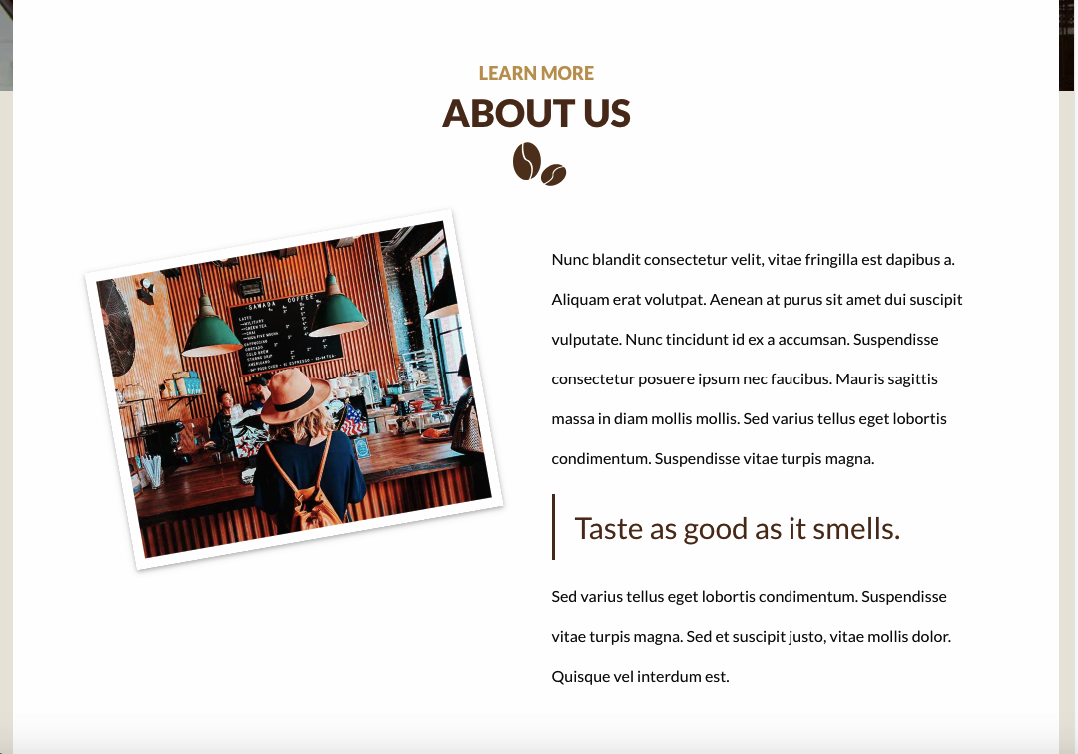 LEARN MORE
ABOUT US
SAWADA COFFEE
Nunc blandit consectetur velit, vitae fringilla est dapibus a.
Aliquam erat volutpat. Aenean at purus sit amet dui suscipit
vulputate. Nunc tincidunt id ex a accumsan. Suspendisse
consectetur posuere ipsum nec faucibus. Mauris sagittis
massa in diam mollis mollis. Sed varius tellus eget lobortis
condimentum. Suspendisse vitae turpis magna.
Taste as good as it smells.
Sed varius tellus eget lobortis condimentum. Suspendisse
vitae turpis magna. Sed et suscipit justo, vitae mollis dolor.
Quisque vel interdum est.